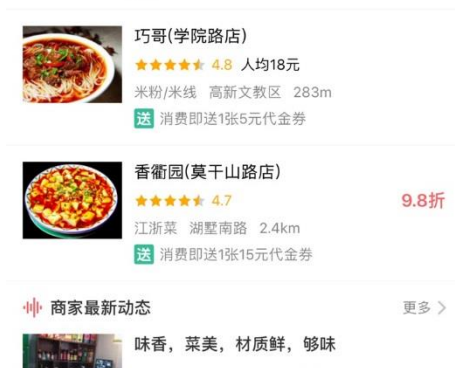 巧哥(学院路店)
4.8 人均18元
米粉/米线 高新文教区 283m
送 消费即送1张5元代金券
香衢园(莫干山路店)
4.7 9.8折
江浙菜 湖墅南路 2.4km
送 消费即送1张15元代金券
商家最新动态 更多
味香，菜美，材质鲜，够味